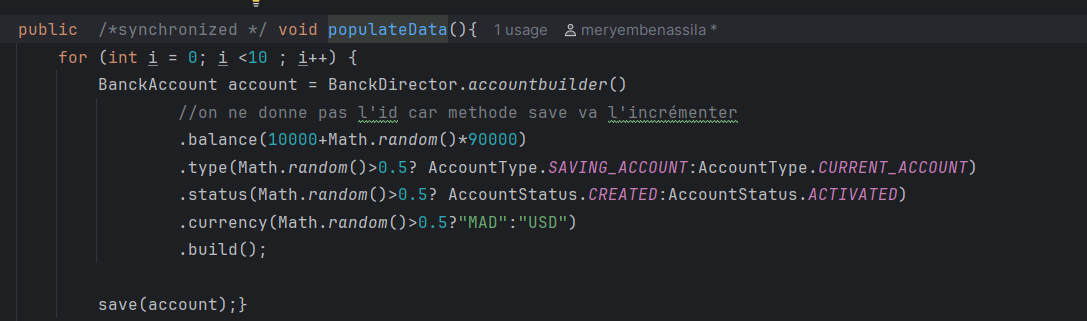 public /*synchronized */ void populateData(){ 1 usage meryembenassila *
for (int i = 0; i <10 ; i++) {
BanckAccount account = BanckDirector.accountbuilder()
//on ne donne pas l'id car methode save va l'incrémenter
.balance(10000+Math.random()*90000)
.type(Math.random()>0.5? AccountType.SAVING_ACCOUNT:AccountType.CURRENT_ACCOUNT)
.status(Math.random()>0.5? AccountStatus.CREATED:AccountStatus.ACTIVATED)
.currency(Math.random()>0.5?"MAD":"USD")
.build();
save(account);}